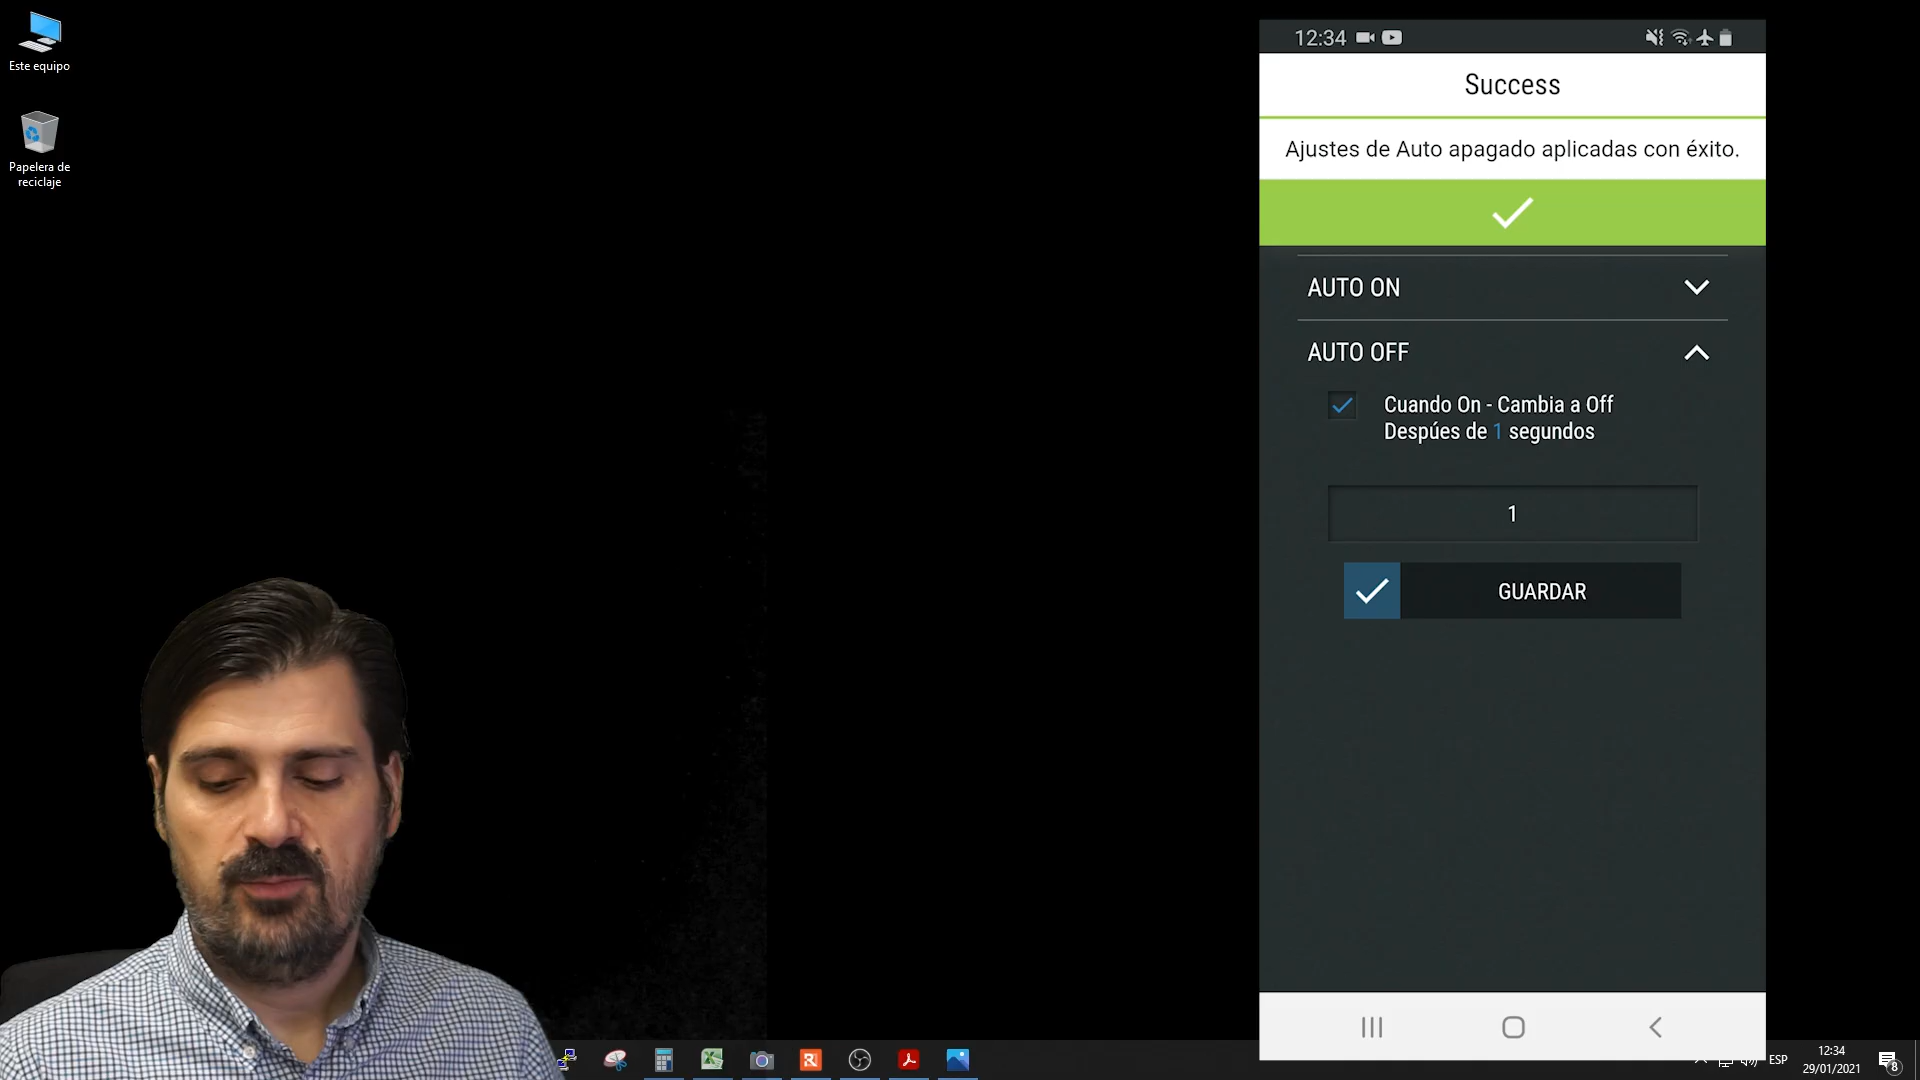 Este equipo
Papelera de
reciclaje
12:34
Success
Ajustes de Auto apagado aplicadas con éxito.
AUTO ON
AUTO OFF
Cuando On - Cambia a Off
Despúes de 1 segundos
1
GUARDAR
ESP
12:34
29/01/2021
8